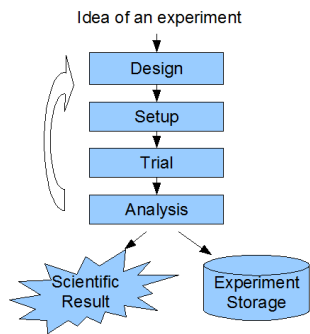 Idea of an experiment
Design
Setup
Trial
Analysis
Scientific
Result
Experiment
Storage